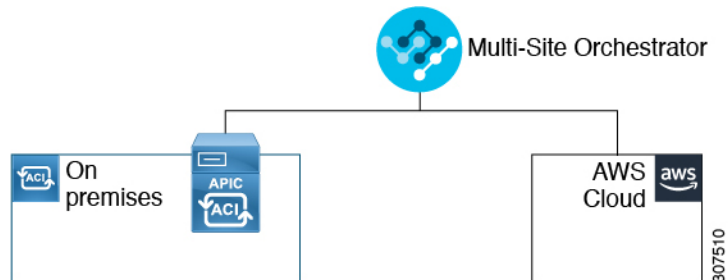 Multi-Site Orchestrator
ACI
On
premises
APIC
ACI
AWS
Cloud
aws
307510